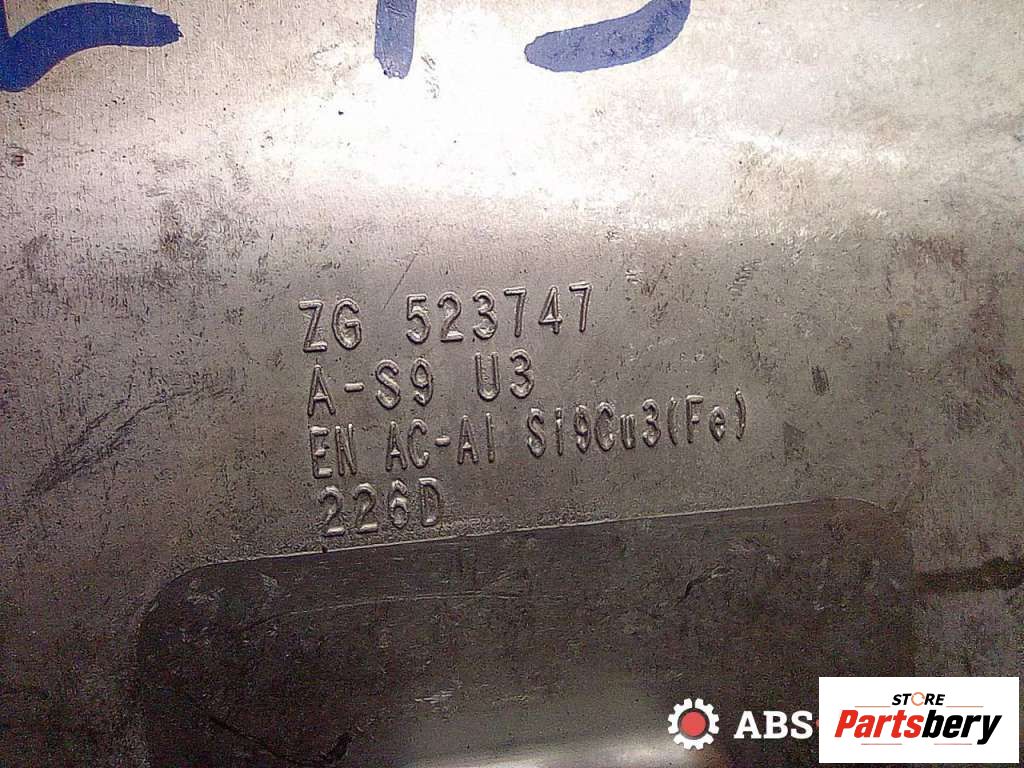 ZG 523747
A-S9 U3
EN AC-Al Si9Cu3(Fe)
226D
ABS-
STORE
Partsbery